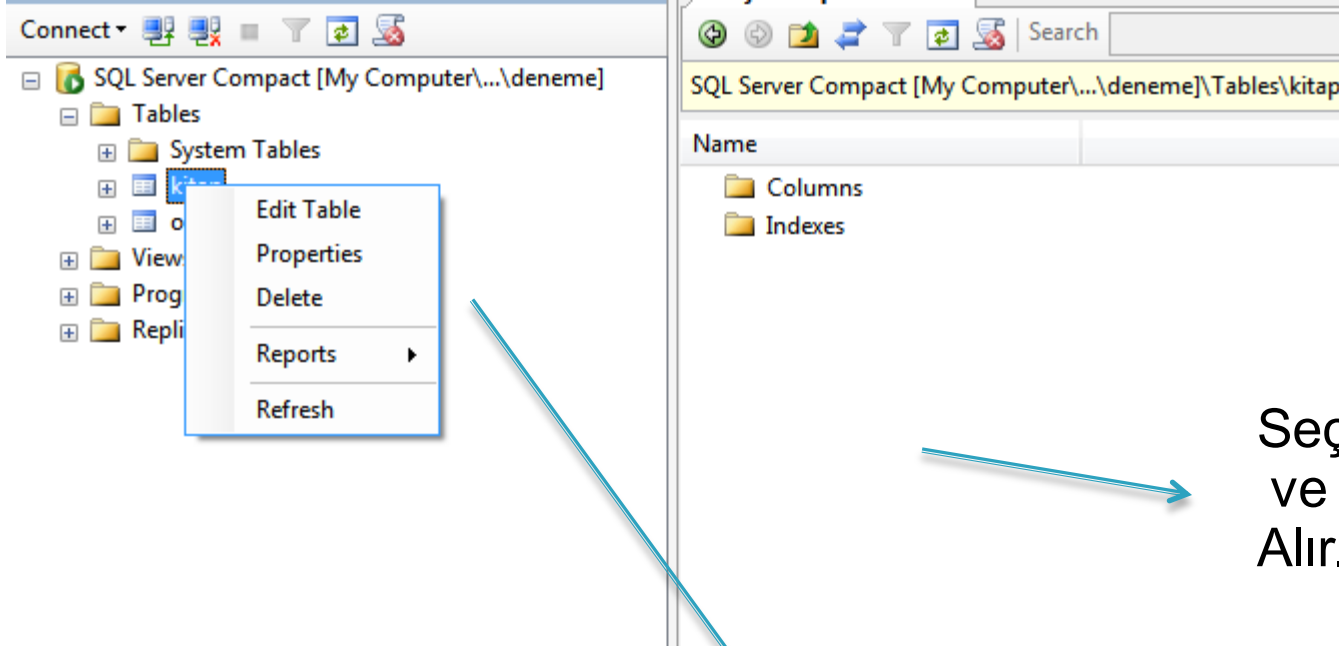 Connect
SQL Server Compact [My Computer\...\deneme]
Tables
System Tables
Edit Table
Properties
Delete
Reports
Refresh
Search
SQL Server Compact [My Computer\...\deneme]\Tables\kitap
Name
Columns
Indexes
ve
Alır.